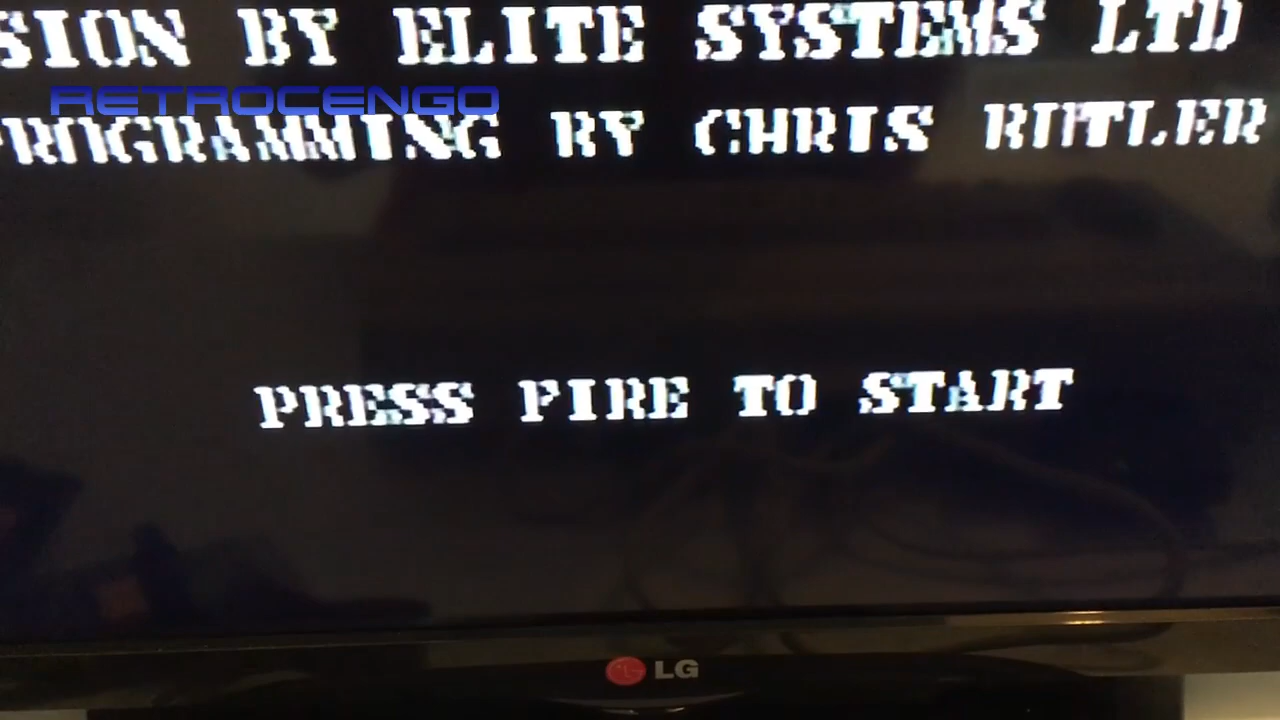 SION BY ELITE SYSTEMS LTD
RETROCENGO
PROGRAMMING BY CHRIS BUTLER
PRESS FIRE TO START
LG